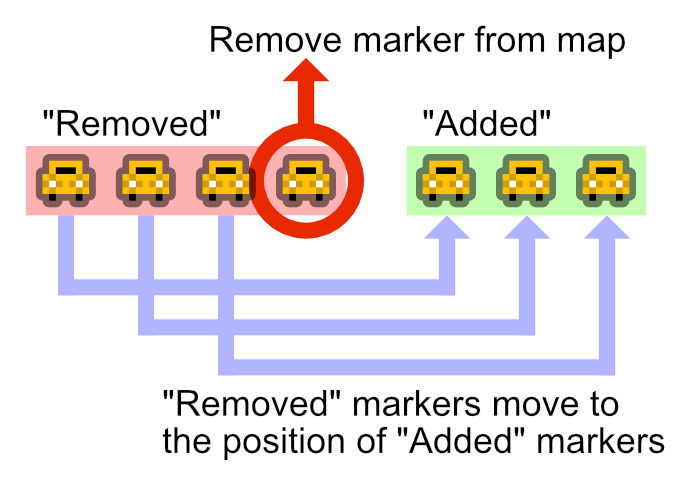 Remove marker from map
"Removed"
"Added"
"Removed" markers move to
the position of "Added" markers